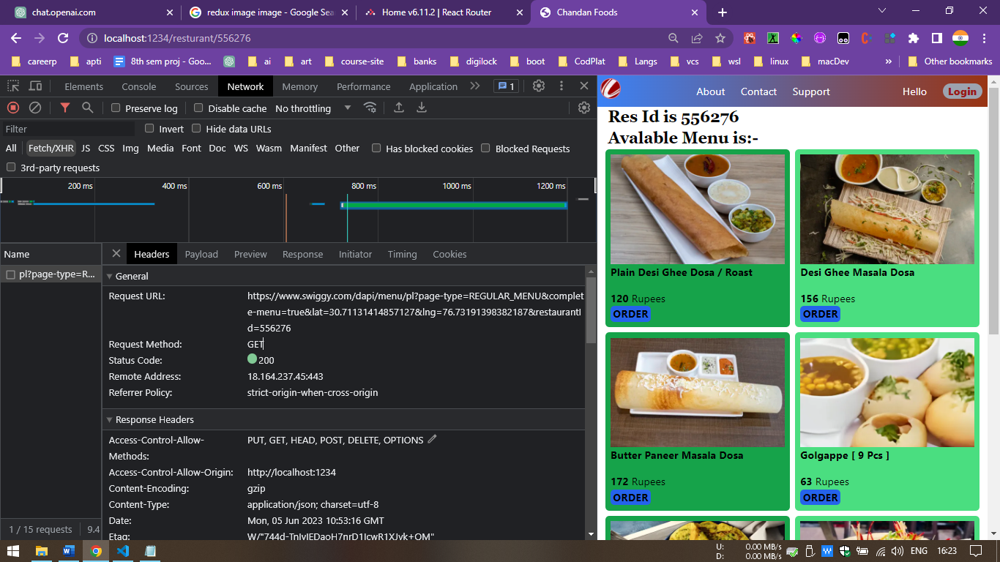 chat.openai.com
redux image image - Google Sea
Home v6.11.2 | React Router
Chandan Foods
localhost:1234/resturant/556276
careerp
apti
8th sem proj - Goo...
ai
art
course-site
banks
digilock
boot
CodPlat
Langs
vcs
wsl
linux
macDev
»
Other bookmarks
Elements
Console
Sources
Network
Memory
Performance
Application
1
Preserve log
Disable cache
No throttling
Filter
Invert
Hide data URLs
All
Fetch/XHR
JS
CSS
Img
Media
Font
Doc
WS
Wasm
Manifest
Other
Has blocked cookies
Blocked Requests
3rd-party requests
200 ms
400 ms
600 ms
800 ms
1000 ms
1200 ms
Name
Headers
Payload
Preview
Response
Initiator
Timing
Cookies
pl?page-type=R...
General
Request URL:
https://www.swiggy.com/dapi/menu/pl?page-type=REGULAR_MENU&complet
e-menu=true&lat=30.71131414857127&lng=76.73191398382187&restaurantI
d=556276
Request Method:
GET
Status Code:
200
Remote Address:
18.164.237.45:443
Referrer Policy:
strict-origin-when-cross-origin
Response Headers
Access-Control-Allow-
Methods:
PUT, GET, HEAD, POST, DELETE, OPTIONS
Access-Control-Allow-Origin:
http://localhost:1234
Content-Encoding:
gzip
Content-Type:
application/json; charset=utf-8
Date:
Mon, 05 Jun 2023 10:53:16 GMT
Etag:
1 / 15 requests
9.4
About
Contact
Support
Hello
Login
Res Id is 556276
Avalable Menu is:-
Plain Desi Ghee Dosa / Roast
120 Rupees
ORDER
Desi Ghee Masala Dosa
156 Rupees
ORDER
Butter Paneer Masala Dosa
172 Rupees
ORDER
Golgappe [ 9 Pcs ]
63 Rupees
ORDER
U: 0.00 MB/s
D: 0.00 MB/s
ENG
16:23